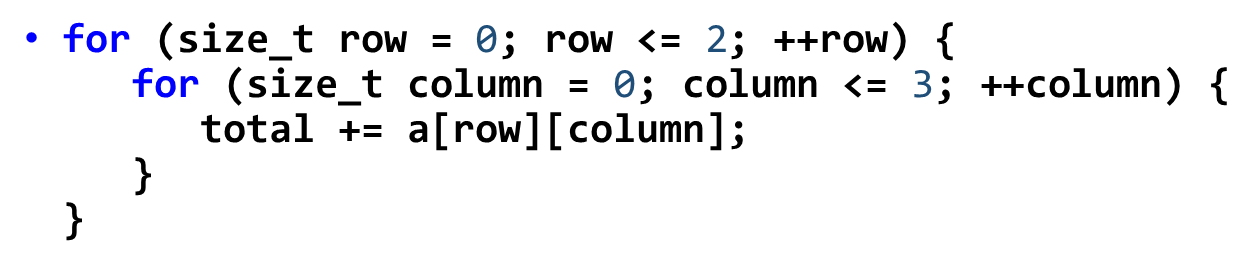 • for (size_t row = 0; row <= 2; ++row) {
for (size_t column = 0; column <= 3; ++column) {
total += a[row][column];
}
}